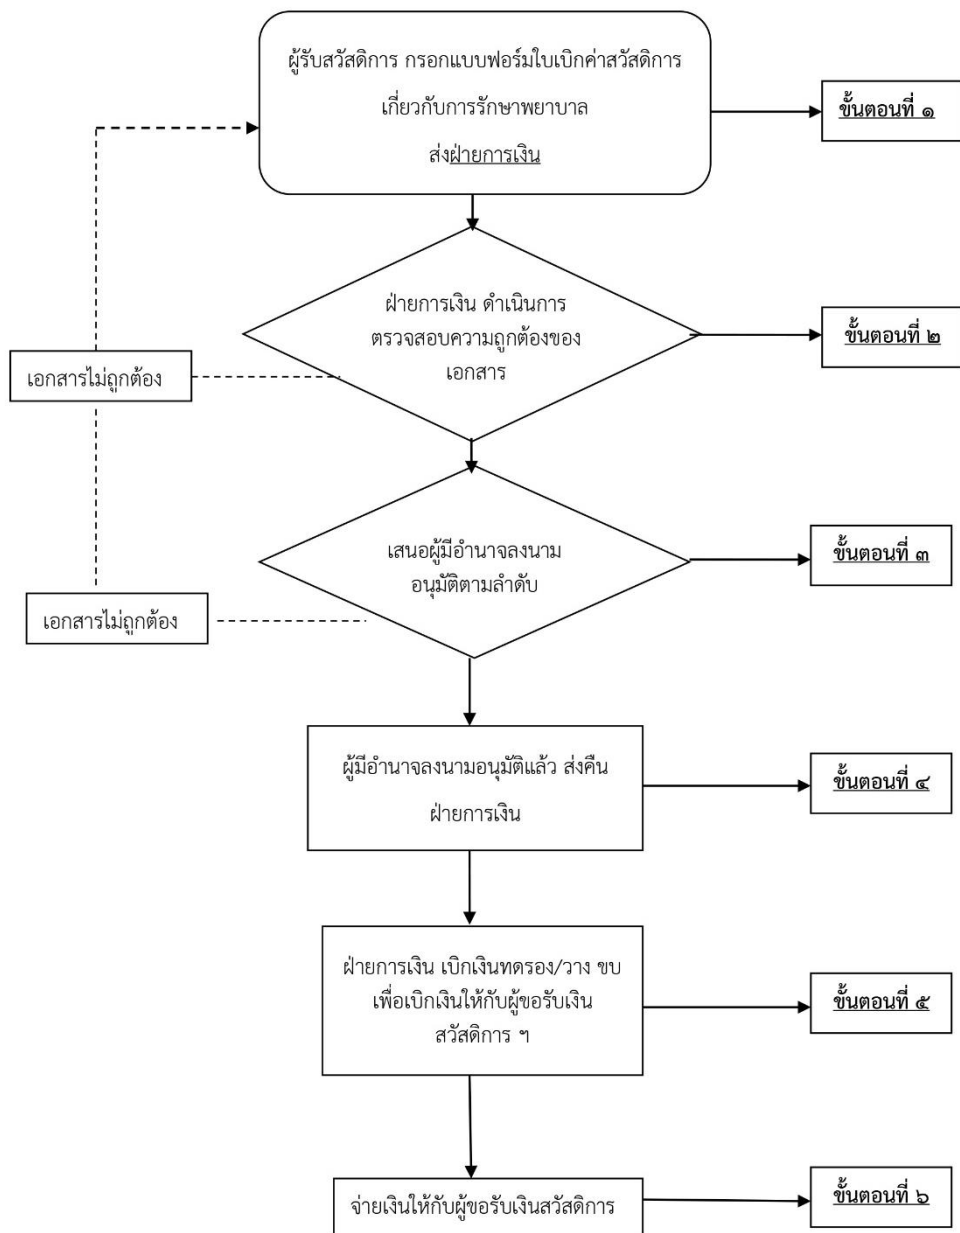 ผู้รับสวัสดิการ กรอกแบบฟอร์มใบเบิกค่าสวัสดิการ
เกี่ยวกับการรักษาพยาบาล
ส่งฝ่ายการเงิน
ขั้นตอนที่ ๑
ฝ่ายการเงิน ดำเนินการ
ตรวจสอบความถูกต้องของ
เอกสาร
ขั้นตอนที่ ๒
เอกสารไม่ถูกต้อง
เสนอผู้มีอำนาจลงนาม
อนุมัติตามลำดับ
ขั้นตอนที่ ๓
เอกสารไม่ถูกต้อง
ผู้มีอำนาจลงนามอนุมัติแล้ว ส่งคืน
ฝ่ายการเงิน
ขั้นตอนที่ ๔
ฝ่ายการเงิน เบิกเงินทดรอง/วาง ขบ
เพื่อเบิกเงินให้กับผู้ขอรับเงิน
สวัสดิการ ฯ
ขั้นตอนที่ ๕
จ่ายเงินให้กับผู้ขอรับเงินสวัสดิการ
ขั้นตอนที่ ๖